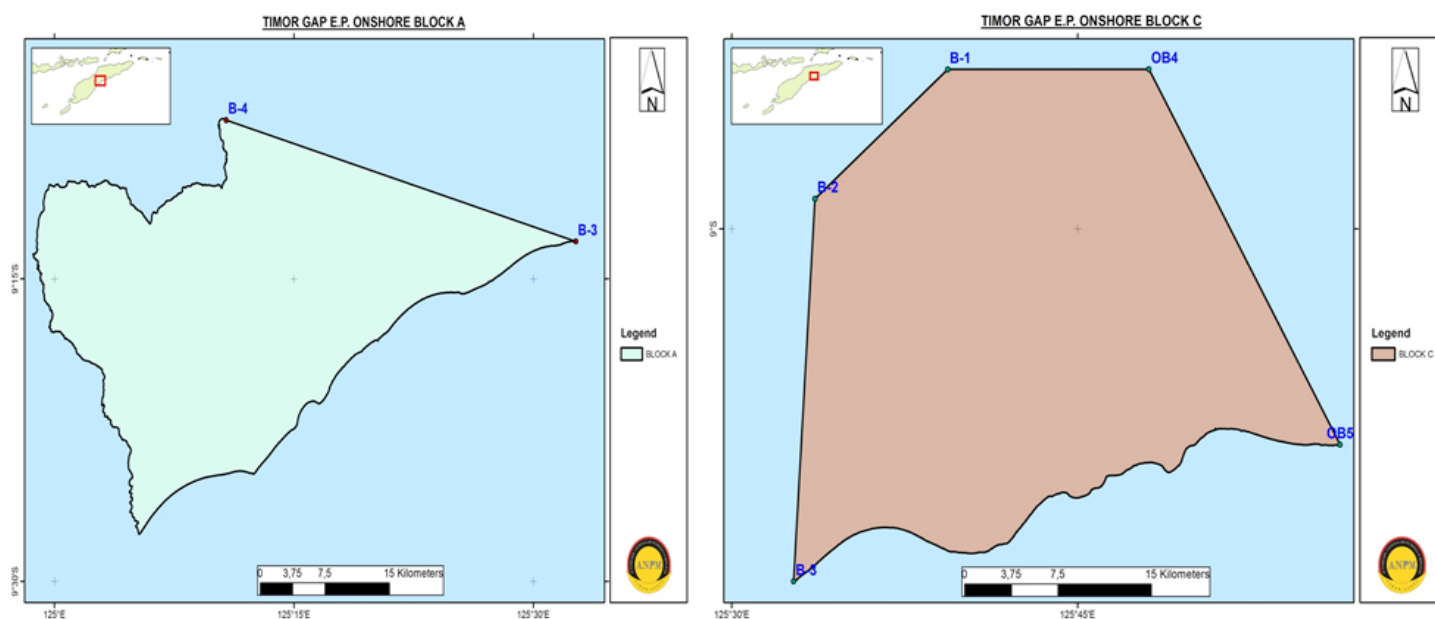 TIMOR GAP E.P. ONSHORE BLOCK A
B-4
B-3
9°15'S
9°30'S
125°E
125°15'E
125°30'E
0 3,75 7,5 15 Kilometers
N
Legend
BLOCK A
ANPM
TIMOR GAP E.P. ONSHORE BLOCK C
B-1
OB4
B-2
9°S
OB5
B-3
125°30'E
125°45'E
0 3,75 7,5 15 Kilometers
N
Legend
BLOCK C
ANPM